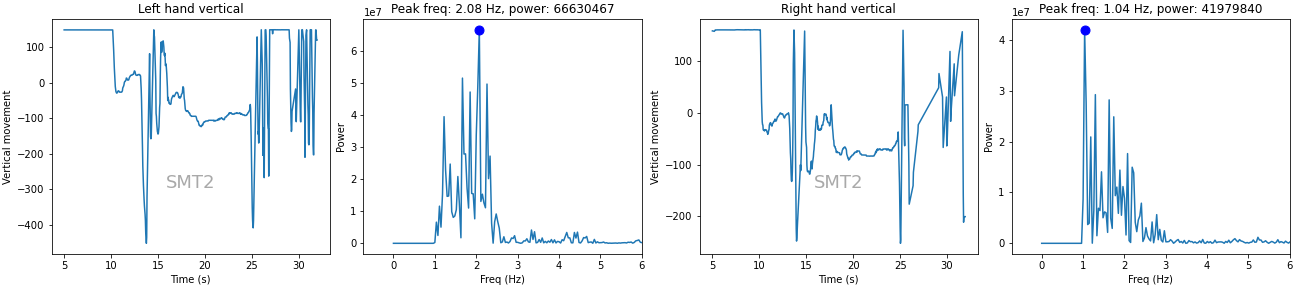 Left hand vertical
Vertical movement
100
0
−100
−200
−300
−400
SMT2
5 10 15 20 25 30
Time (s)
1e7
Peak freq: 2.08 Hz, power: 66630467
Power
6
5
4
3
2
1
0
0 1 2 3 4 5 6
Freq (Hz)
Right hand vertical
Vertical movement
100
0
−100
−200
SMT2
5 10 15 20 25 30
Time (s)
1e7
Peak freq: 1.04 Hz, power: 41979840
Power
4
3
2
1
0
0 1 2 3 4 5 6
Freq (Hz)